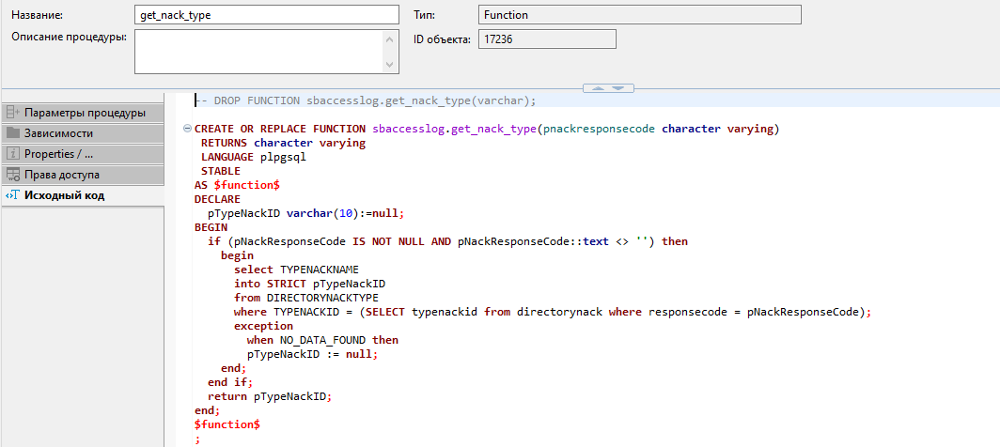 Название:
get_nack_type
Тип:
Function
Описание процедуры:
ID объекта:
17236
Параметры процедуры
Зависимости
Properties / ...
Права доступа
Исходный код
-- DROP FUNCTION sbaccesslog.get_nack_type(varchar);
CREATE OR REPLACE FUNCTION sbaccesslog.get_nack_type(pnackresponsecode character varying)
RETURNS character varying
LANGUAGE plpgsql
STABLE
AS $function$
DECLARE
pTypeNackID varchar(10):=null;
BEGIN
if (pNackResponseCode IS NOT NULL AND pNackResponseCode::text <> '') then
begin
select TYPENACKNAME
into STRICT pTypeNackID
from DIRECTORYNACKTYPE
where TYPENACKID = (SELECT typenackid from directorynack where responsecode = pNackResponseCode);
exception
when NO_DATA_FOUND then
pTypeNackID := null;
end;
end if;
return pTypeNackID;
end;
$function$
;